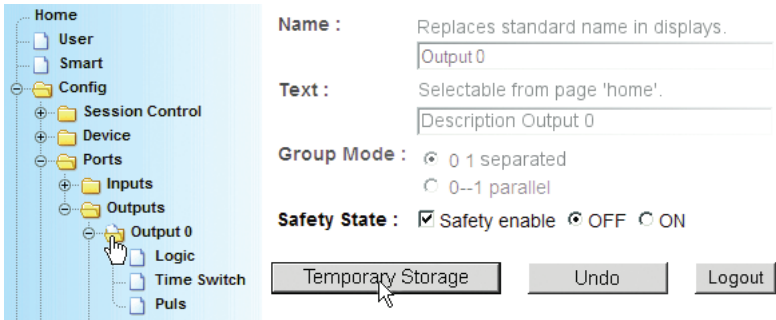 Home
User
Smart
Config
Session Control
Device
Ports
Inputs
Outputs
Output 0
Logic
Time Switch
Puls
Name : Replaces standard name in displays.
Output 0
Text : Selectable from page 'home'.
Description Output 0
Group Mode : 0 1 separated
0--1 parallel
Safety State : Safety enable OFF ON
Temporary Storage Undo Logout